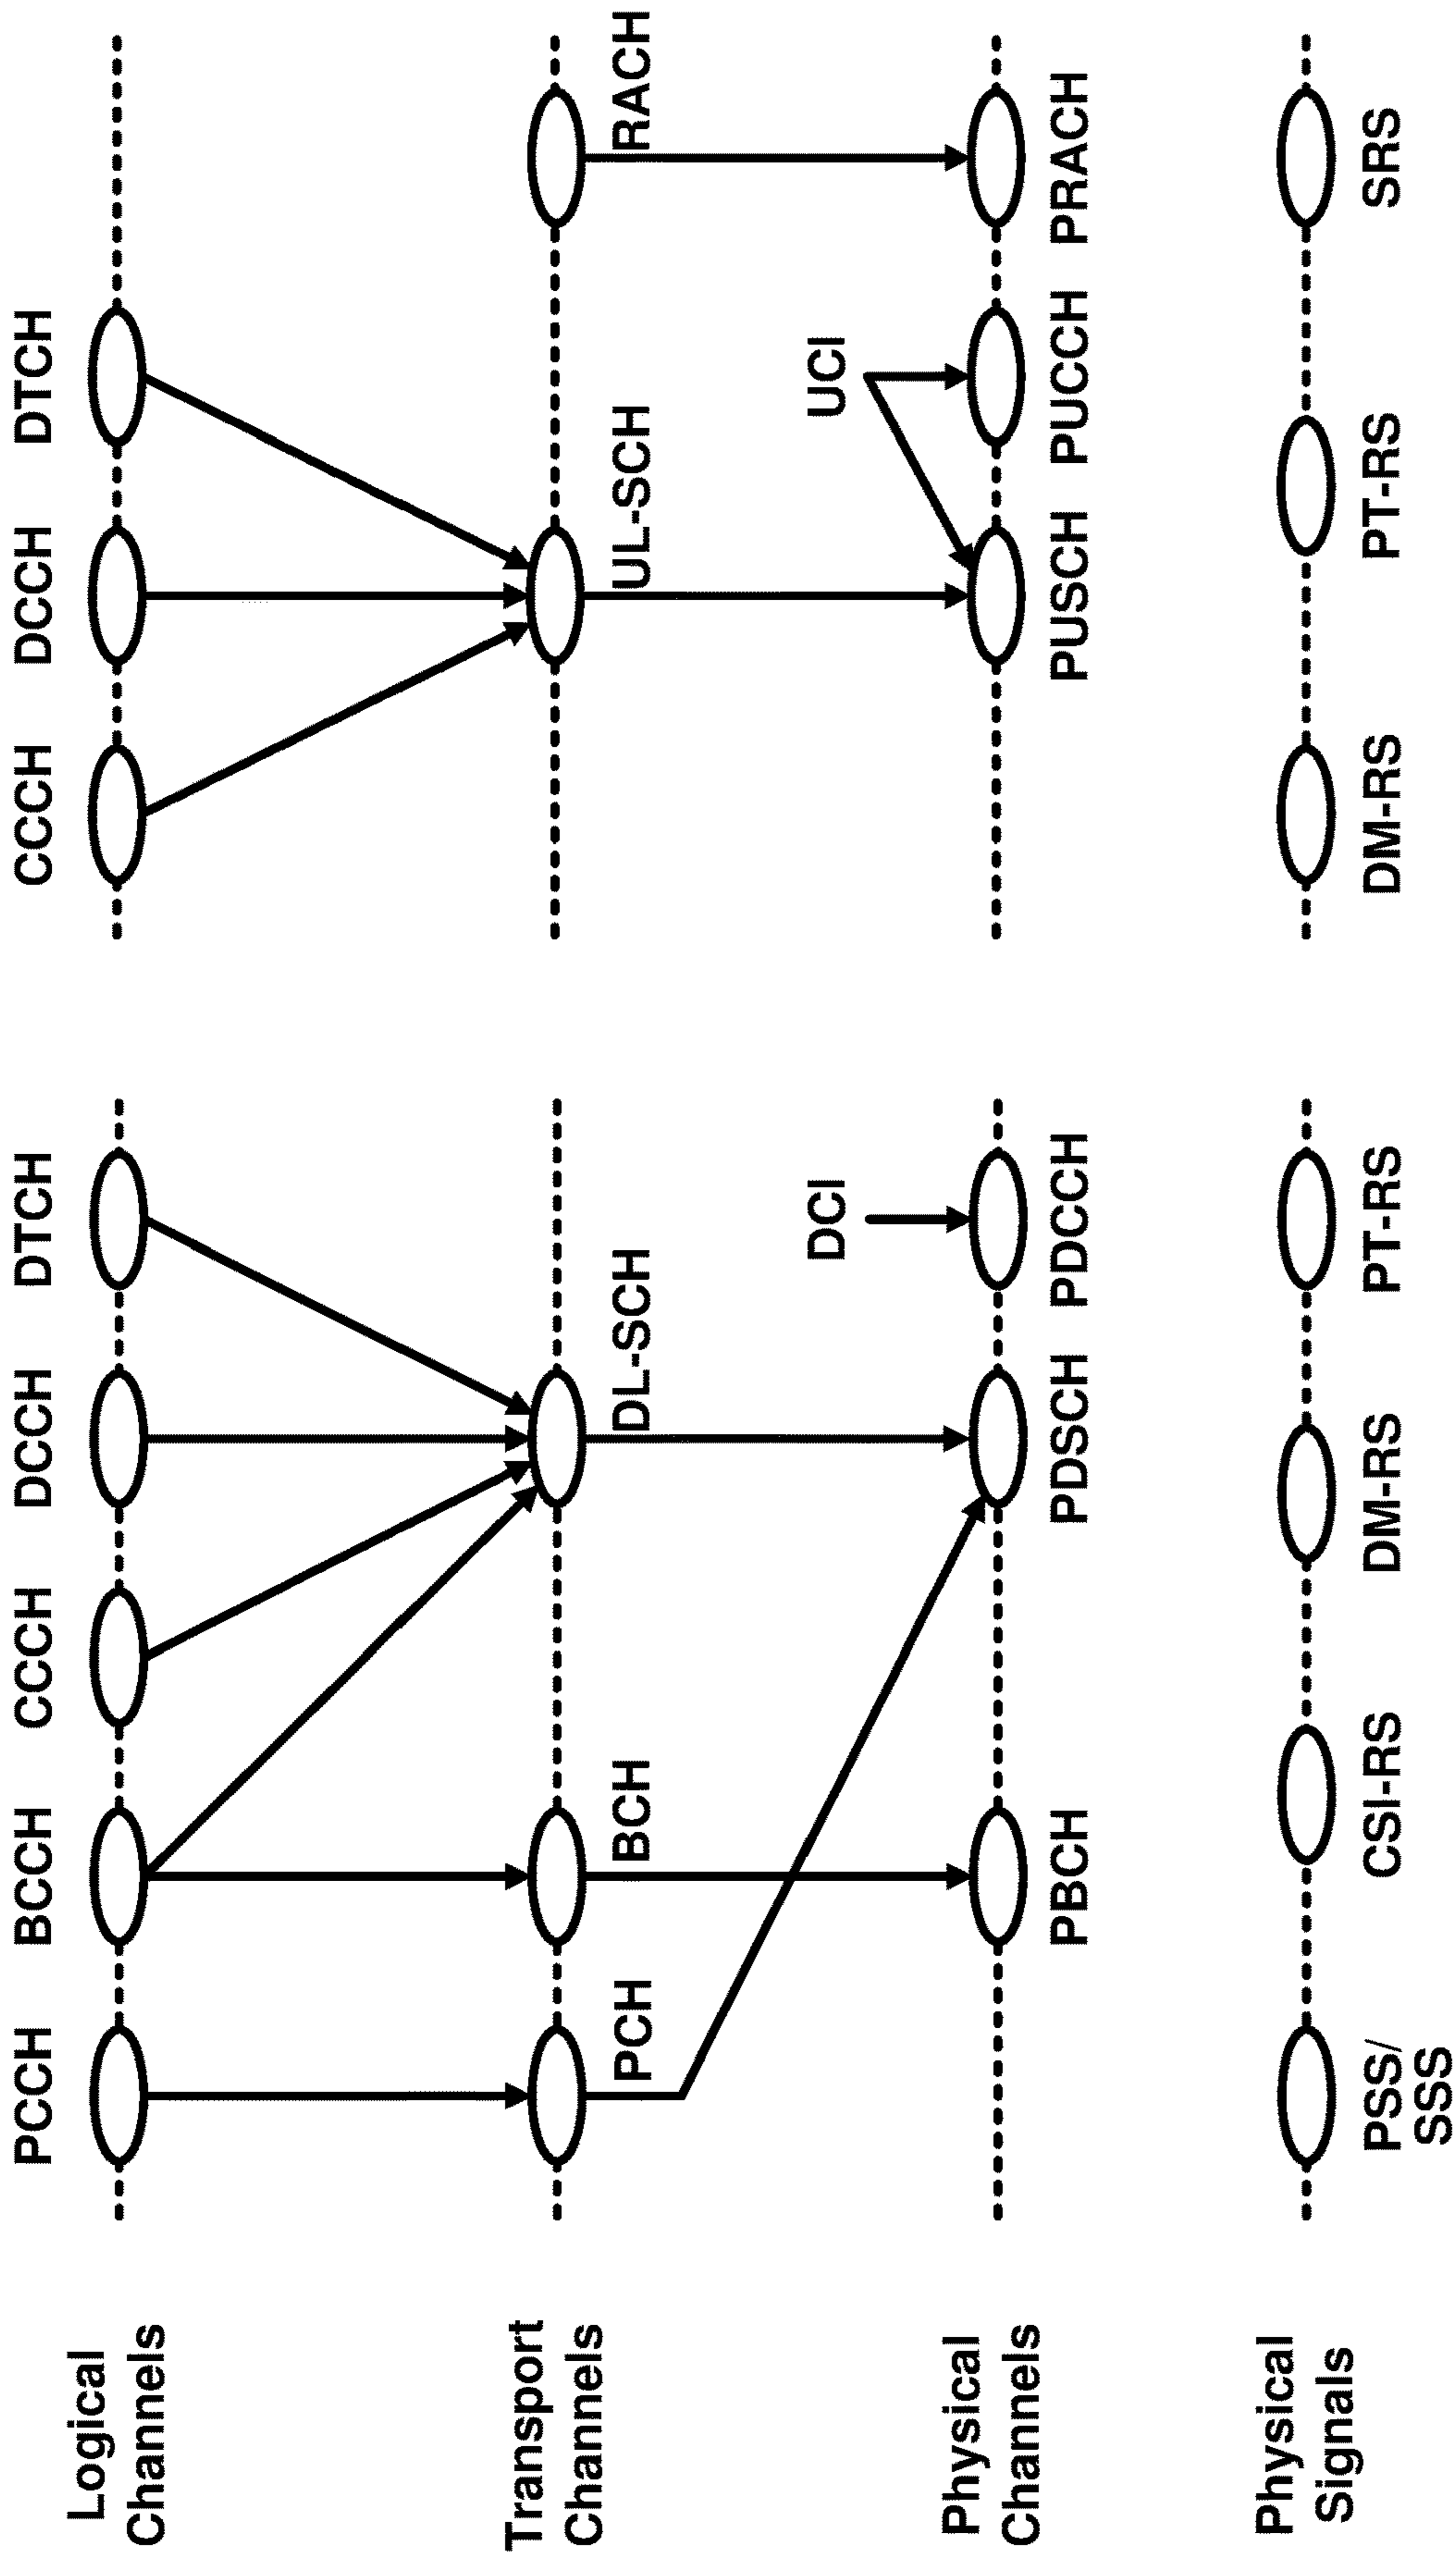 Logical
Channels
PCCH
BCCH
CCCH
DCCH
DTCH
CCCH
DCCH
DTCH
Transport
Channels
PCH
BCH
DL-SCH
UL-SCH
RACH
DCI
UCI
Physical
Channels
PBCH
PDSCH
PDCCH
PUSCH
PUCCH
PRACH
Physical
Signals
PSS/
SSS
CSI-RS
DM-RS
PT-RS
DM-RS
PT-RS
SRS